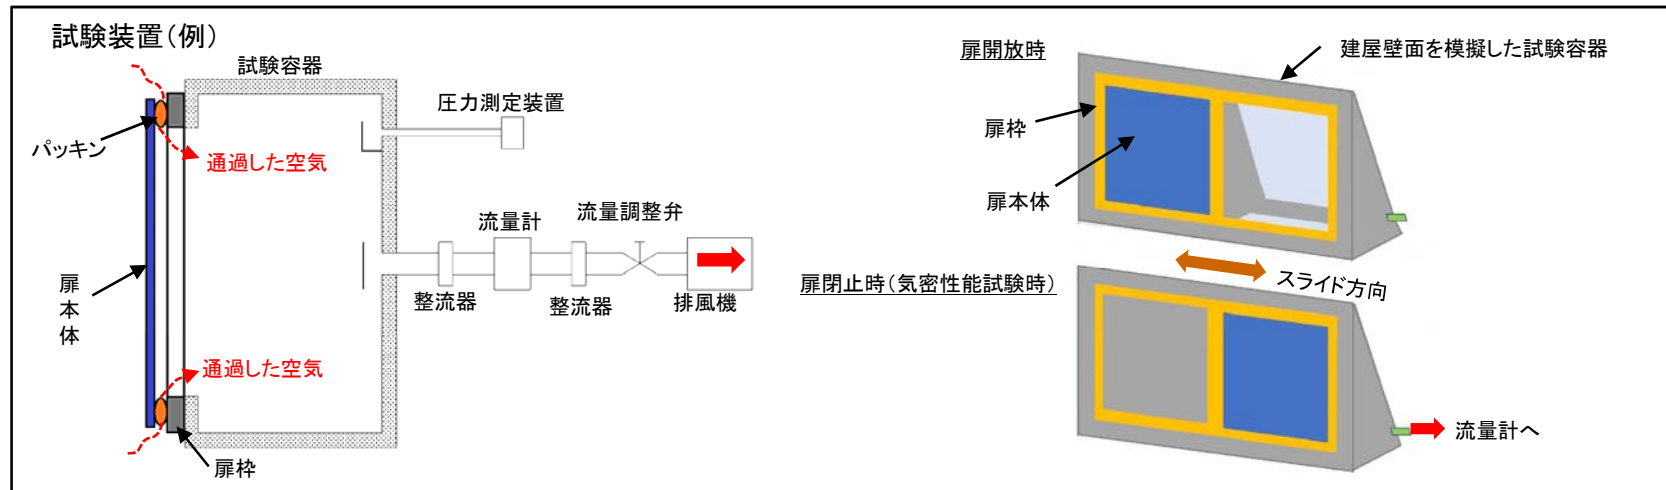 試験装置(例)
試験容器
圧力測定装置
パッキン
通過した空気
流量計
流量調整弁
扉本体
整流器
整流器
排風機
通過した空気
扉枠
扉開放時
建屋壁面を模擬した試験容器
扉枠
扉本体
スライド方向
扉閉止時(気密性能試験時)
流量計へ